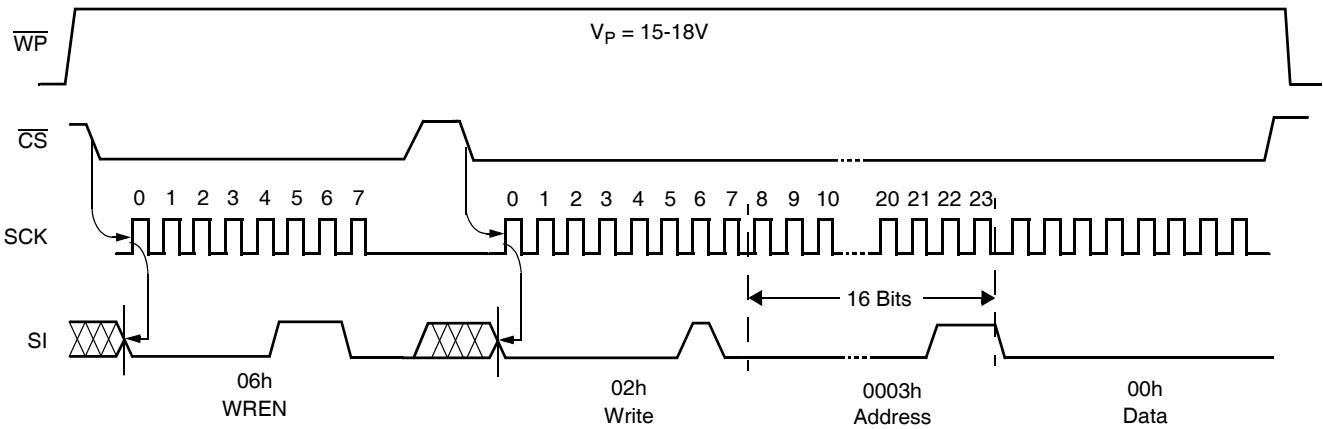 WP
V_P = 15-18V
CS
0 1 2 3 4 5 6 7 0 1 2 3 4 5 6 7 8 9 10 20 21 22 23
SCK
16 Bits
SI
06h
WREN
02h
Write
0003h
Address
00h
Data